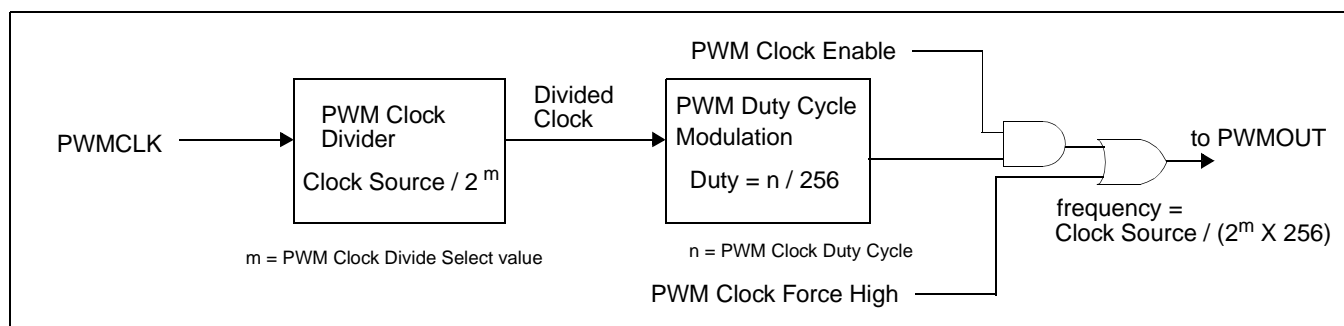 PWM Clock Enable
PWMCLK
PWM Clock
Divider
Clock Source / 2 m
Divided
Clock
PWM Duty Cycle
Modulation
Duty = n / 256
to PWMOUT
frequency =
Clock Source / (2m X 256)
m = PWM Clock Divide Select value
n = PWM Clock Duty Cycle
PWM Clock Force High